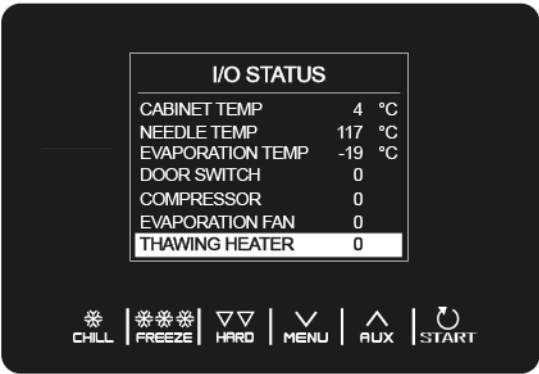 I/O STATUS
CABINET TEMP 4 °C
NEEDLE TEMP 117 °C
EVAPORATION TEMP -19 °C
DOOR SWITCH 0
COMPRESSOR 0
EVAPORATION FAN 0
THAWING HEATER 0
CHILL FREEZE HARD MENU AUX START